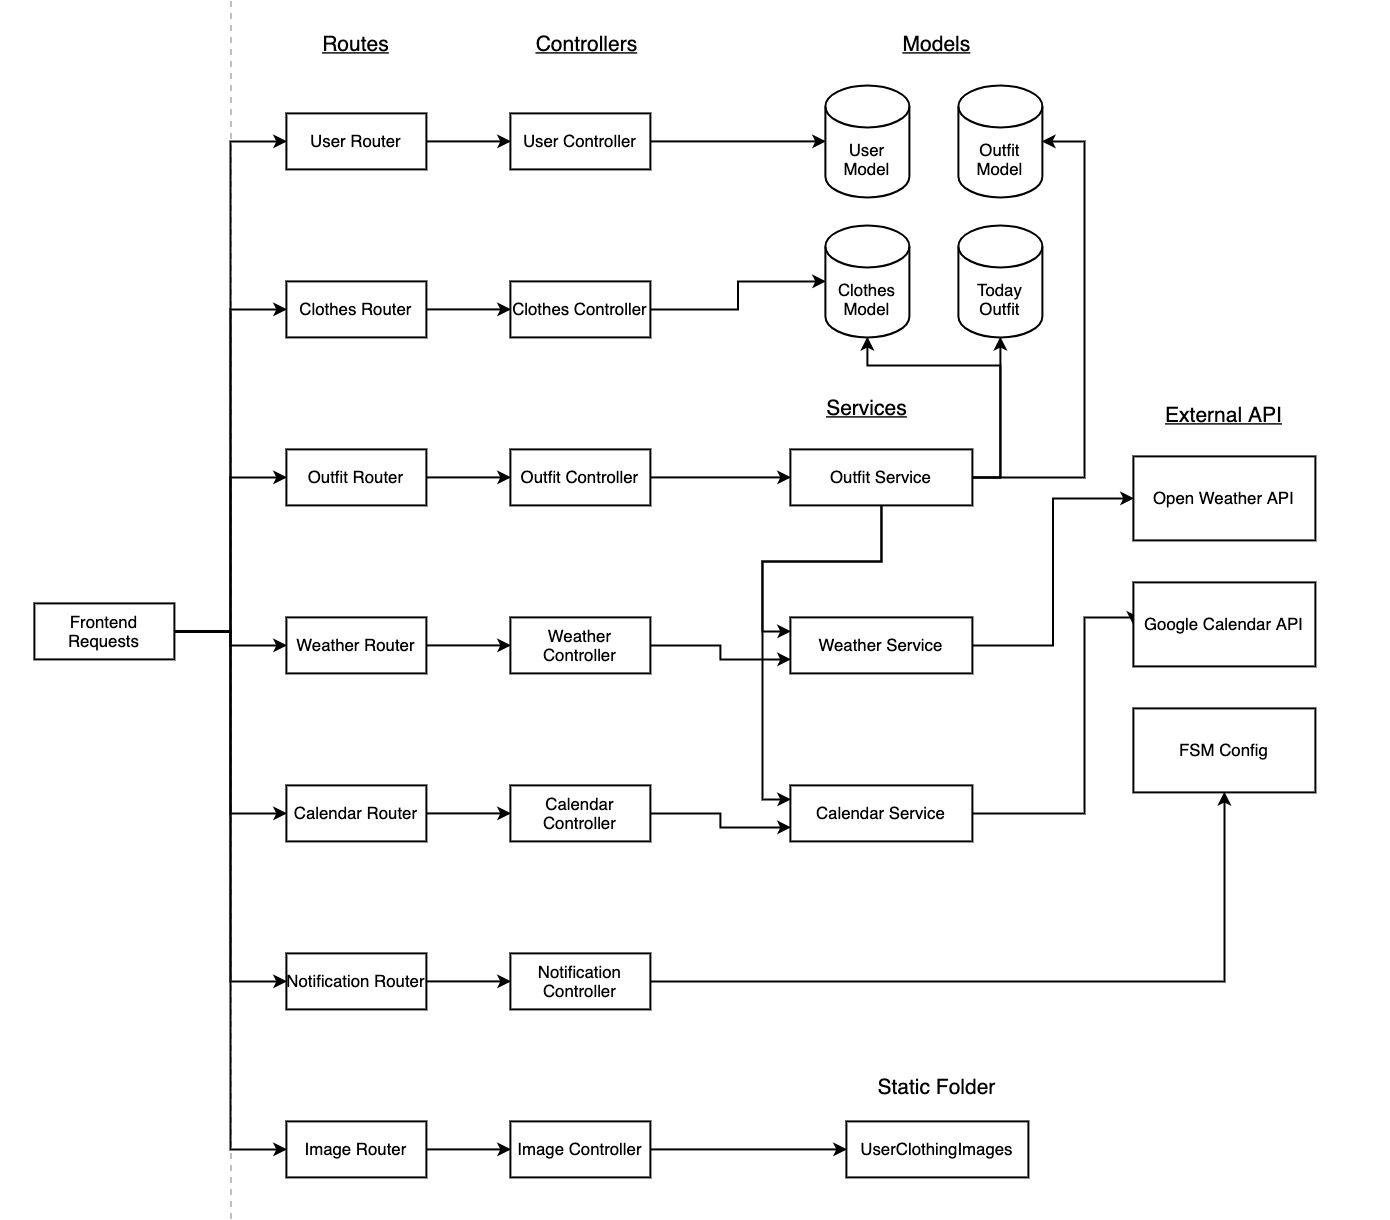 Routes
Controllers
Models
User Router
User Controller
User
Model
Outfit
Model
Clothes Router
Clothes Controller
Clothes
Model
Today
Outfit
Services
External API
Outfit Router
Outfit Controller
Outfit Service
Open Weather API
Frontend
Requests
Weather Router
Weather
Controller
Weather Service
Google Calendar API
FSM Config
Calendar Router
Calendar
Controller
Calendar Service
Notification Router
Notification
Controller
Static Folder
Image Router
Image Controller
UserClothingImages